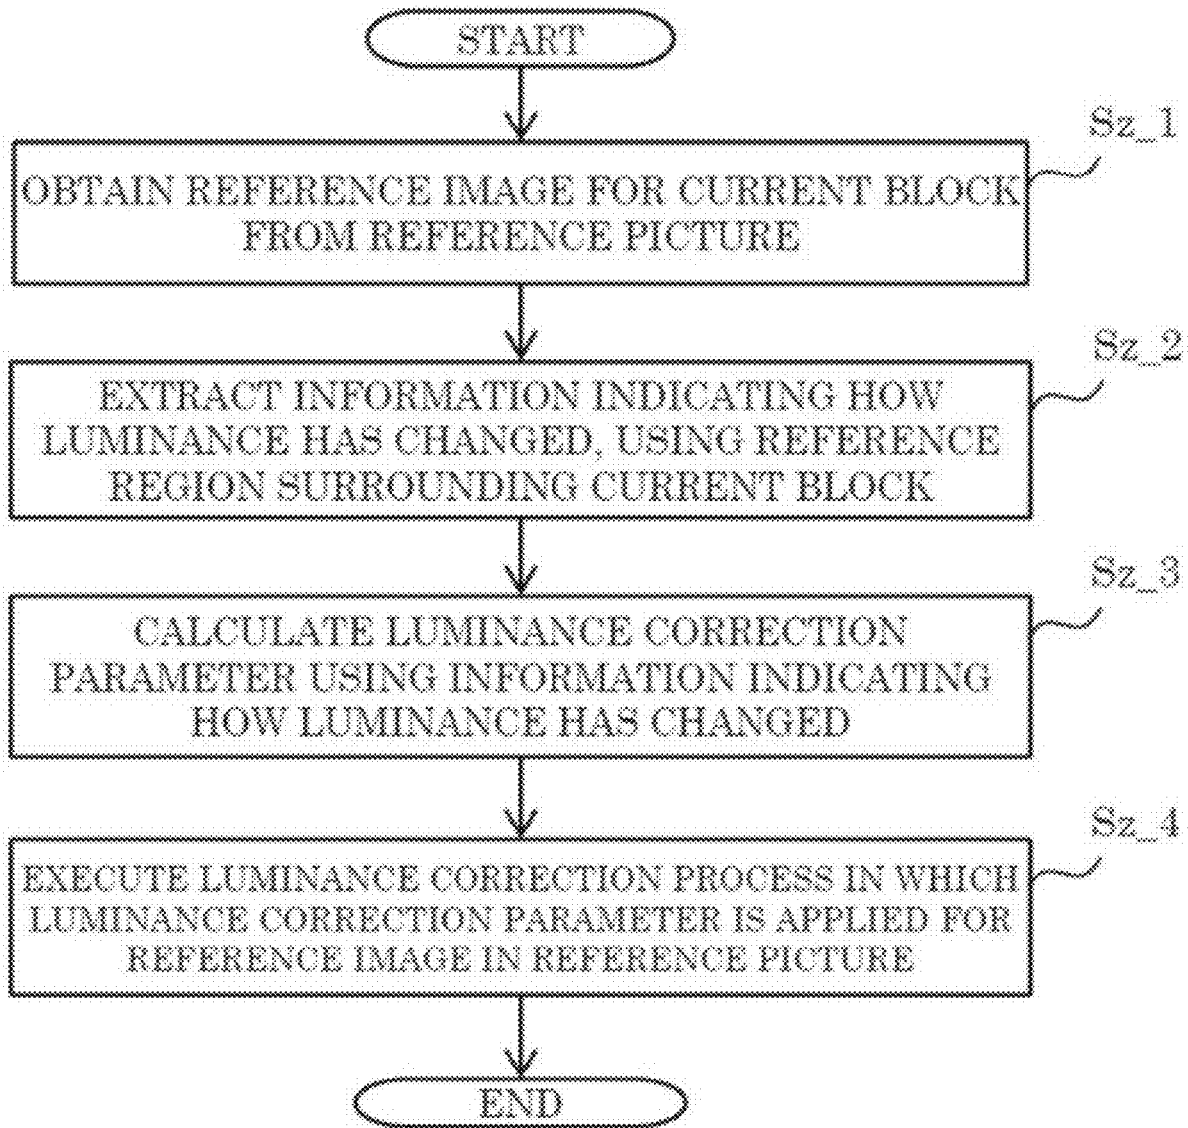 START
Sz_1
OBTAIN REFERENCE IMAGE FOR CURRENT BLOCK
FROM REFERENCE PICTURE
Sz_2
EXTRACT INFORMATION INDICATING HOW
LUMINANCE HAS CHANGED, USING REFERENCE
REGION SURROUNDING CURRENT BLOCK
Sz_3
CALCULATE LUMINANCE CORRECTION
PARAMETER USING INFORMATION INDICATING
HOW LUMINANCE HAS CHANGED
Sz_4
EXECUTE LUMINANCE CORRECTION PROCESS IN WHICH
LUMINANCE CORRECTION PARAMETER IS APPLIED FOR
REFERENCE IMAGE IN REFERENCE PICTURE
END